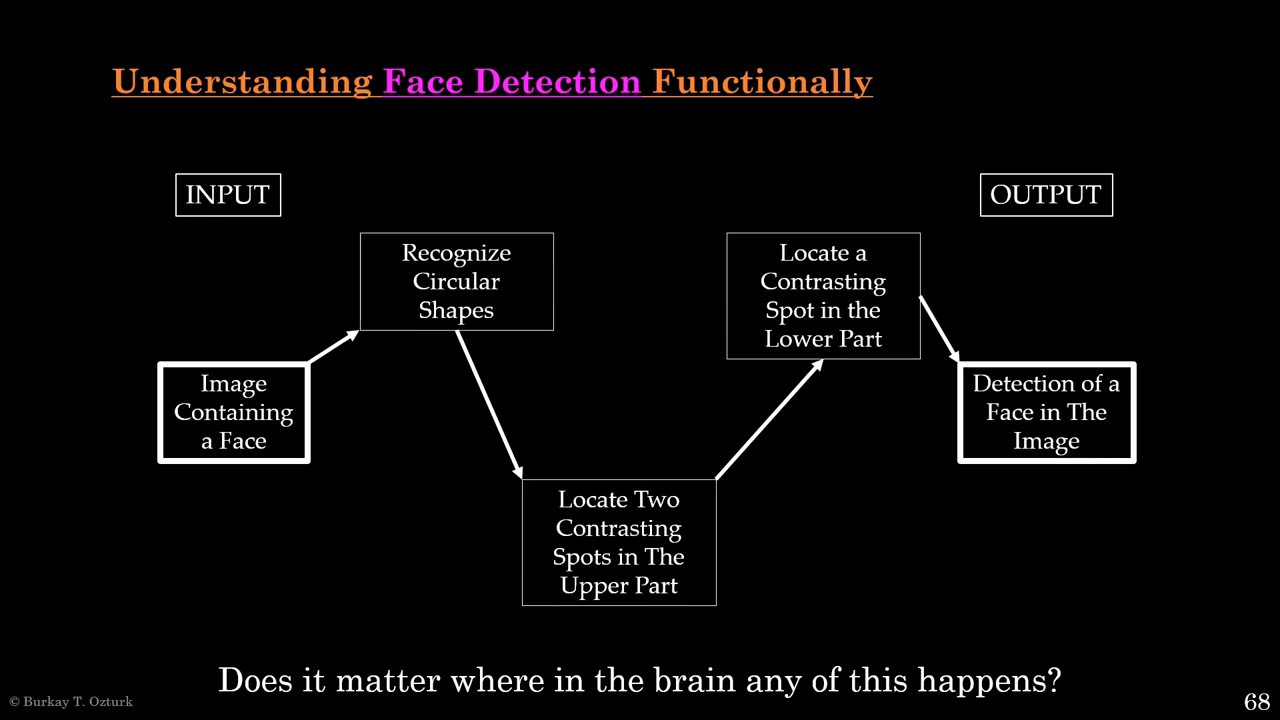 Understanding Face Detection Functionally
INPUT
OUTPUT
Recognize
Circular
Shapes
Locate a
Contrasting
Spot in the
Lower Part
Image
Containing
a Face
Detection of a
Face in The
Image
Locate Two
Contrasting
Spots in The
Upper Part
Does it matter where in the brain any of this happens?
© Burkay T. Ozturk
68